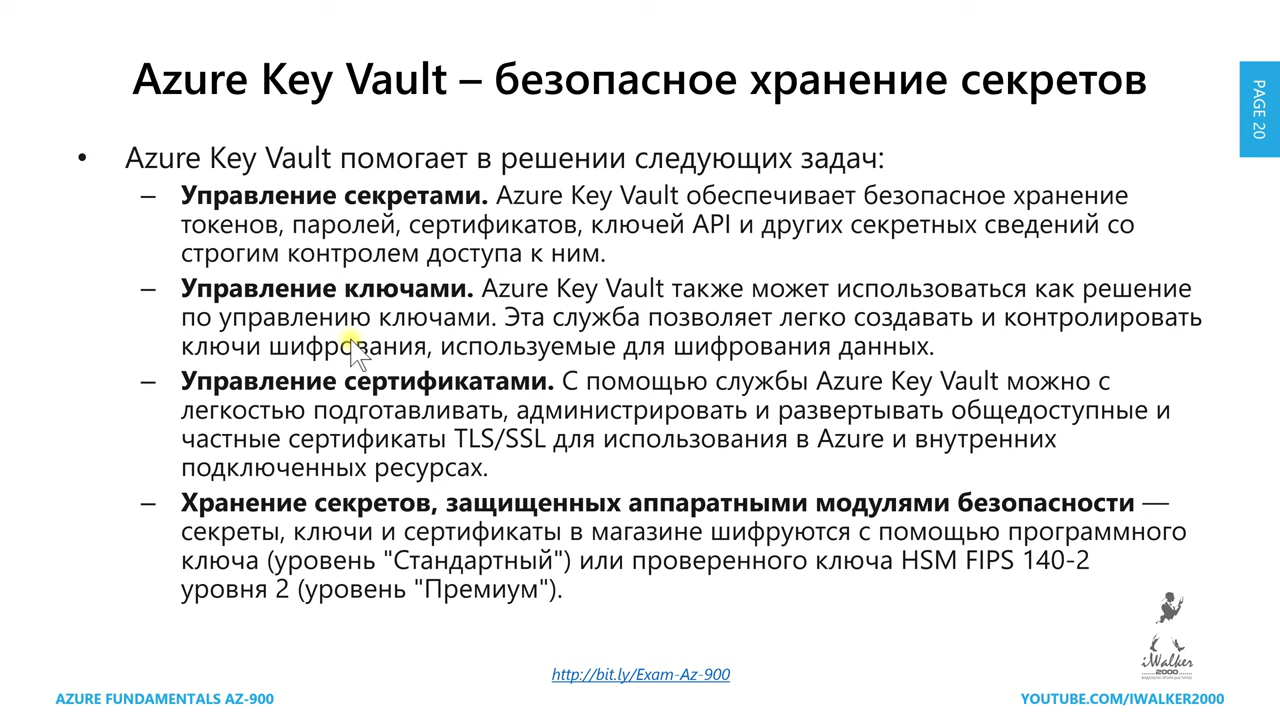 Azure Key Vault – безопасное хранение секретов
PAGE 20
• Azure Key Vault помогает в решении следующих задач:
– Управление секретами. Azure Key Vault обеспечивает безопасное хранение
токенов, паролей, сертификатов, ключей API и других секретных сведений со
строгим контролем доступа к ним.
– Управление ключами. Azure Key Vault также может использоваться как решение
по управлению ключами. Эта служба позволяет легко создавать и контролировать
ключи шифрования, используемые для шифрования данных.
– Управление сертификатами. С помощью службы Azure Key Vault можно с
легкостью подготавливать, администрировать и развертывать общедоступные и
частные сертификаты TLS/SSL для использования в Azure и внутренних
подключенных ресурсах.
– Хранение секретов, защищенных аппаратными модулями безопасности —
секреты, ключи и сертификаты в магазине шифруются с помощью программного
ключа (уровень "Стандартный") или проверенного ключа HSM FIPS 140-2
уровня 2 (уровень "Премиум").
iWalker
2000
http://bit.ly/Exam-Az-900
AZURE FUNDAMENTALS AZ-900
YOUTUBE.COM/IWALKER2000